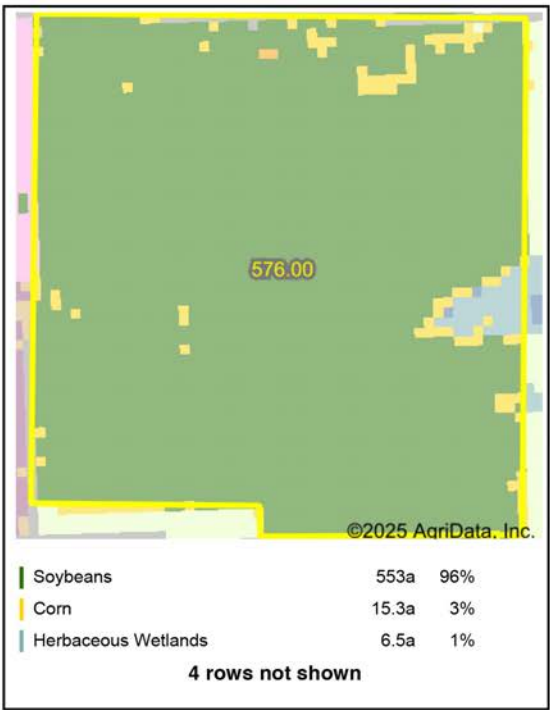 576.00
©2025 AgriData, Inc.
Soybeans 553a 96%
Corn 15.3a 3%
Herbaceous Wetlands 6.5a 1%
4 rows not shown